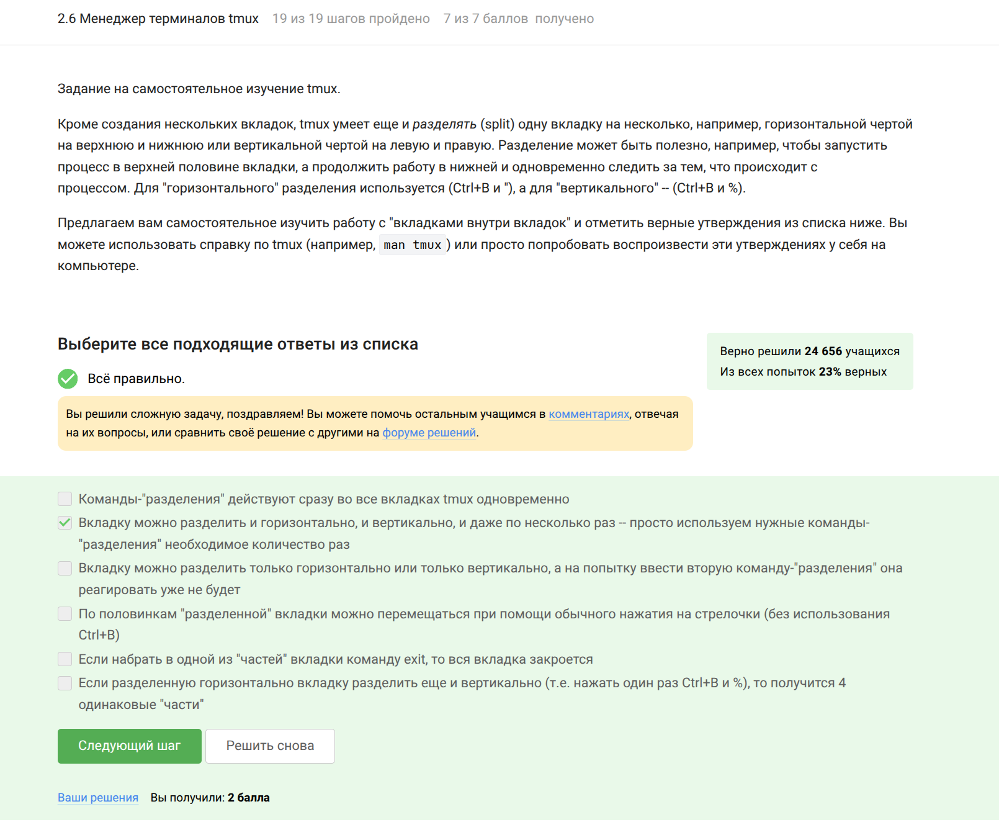 2.6 Менеджер терминалов tmux 19 из 19 шагов пройдено 7 из 7 баллов получено
Задание на самостоятельное изучение tmux.
Кроме создания нескольких вкладок, tmux умеет еще и разделять (split) одну вкладку на несколько, например, горизонтальной чертой
на верхнюю и нижнюю или вертикальной чертой на левую и правую. Разделение может быть полезно, например, чтобы запустить
процесс в верхней половине вкладки, а продолжить работу в нижней и одновременно следить за тем, что происходит с
процессом. Для "горизонтального" разделения используется (Ctrl+B и "), а для "вертикального" -- (Ctrl+B и %).
Предлагаем вам самостоятельное изучить работу с "вкладками внутри вкладок" и отметить верные утверждения из списка ниже. Вы
можете использовать справку по tmux (например, man tmux) или просто попробовать воспроизвести эти утверждениях у себя на
компьютере.
Выберите все подходящие ответы из списка
Верно решили 24 656 учащихся
Из всех попыток 23% верных
Всё правильно.
Вы решили сложную задачу, поздравляем! Вы можете помочь остальным учащимся в комментариях, отвечая
на их вопросы, или сравнить своё решение с другими на форуме решений.
Команды-"разделения" действуют сразу во все вкладках tmux одновременно
Вкладку можно разделить и горизонтально, и вертикально, и даже по несколько раз -- просто используем нужные команды-
"разделения" необходимое количество раз
Вкладку можно разделить только горизонтально или только вертикально, а на попытку ввести вторую команду-"разделения" она
реагировать уже не будет
По половинкам "разделенной" вкладки можно перемещаться при помощи обычного нажатия на стрелочки (без использования
Ctrl+B)
Если набрать в одной из "частей" вкладки команду exit, то вся вкладка закроется
Если разделенную горизонтально вкладку разделить еще и вертикально (т.е. нажать один раз Ctrl+B и %), то получится 4
одинаковые "части"
Следующий шаг Решить снова
Ваши решения Вы получили: 2 балла